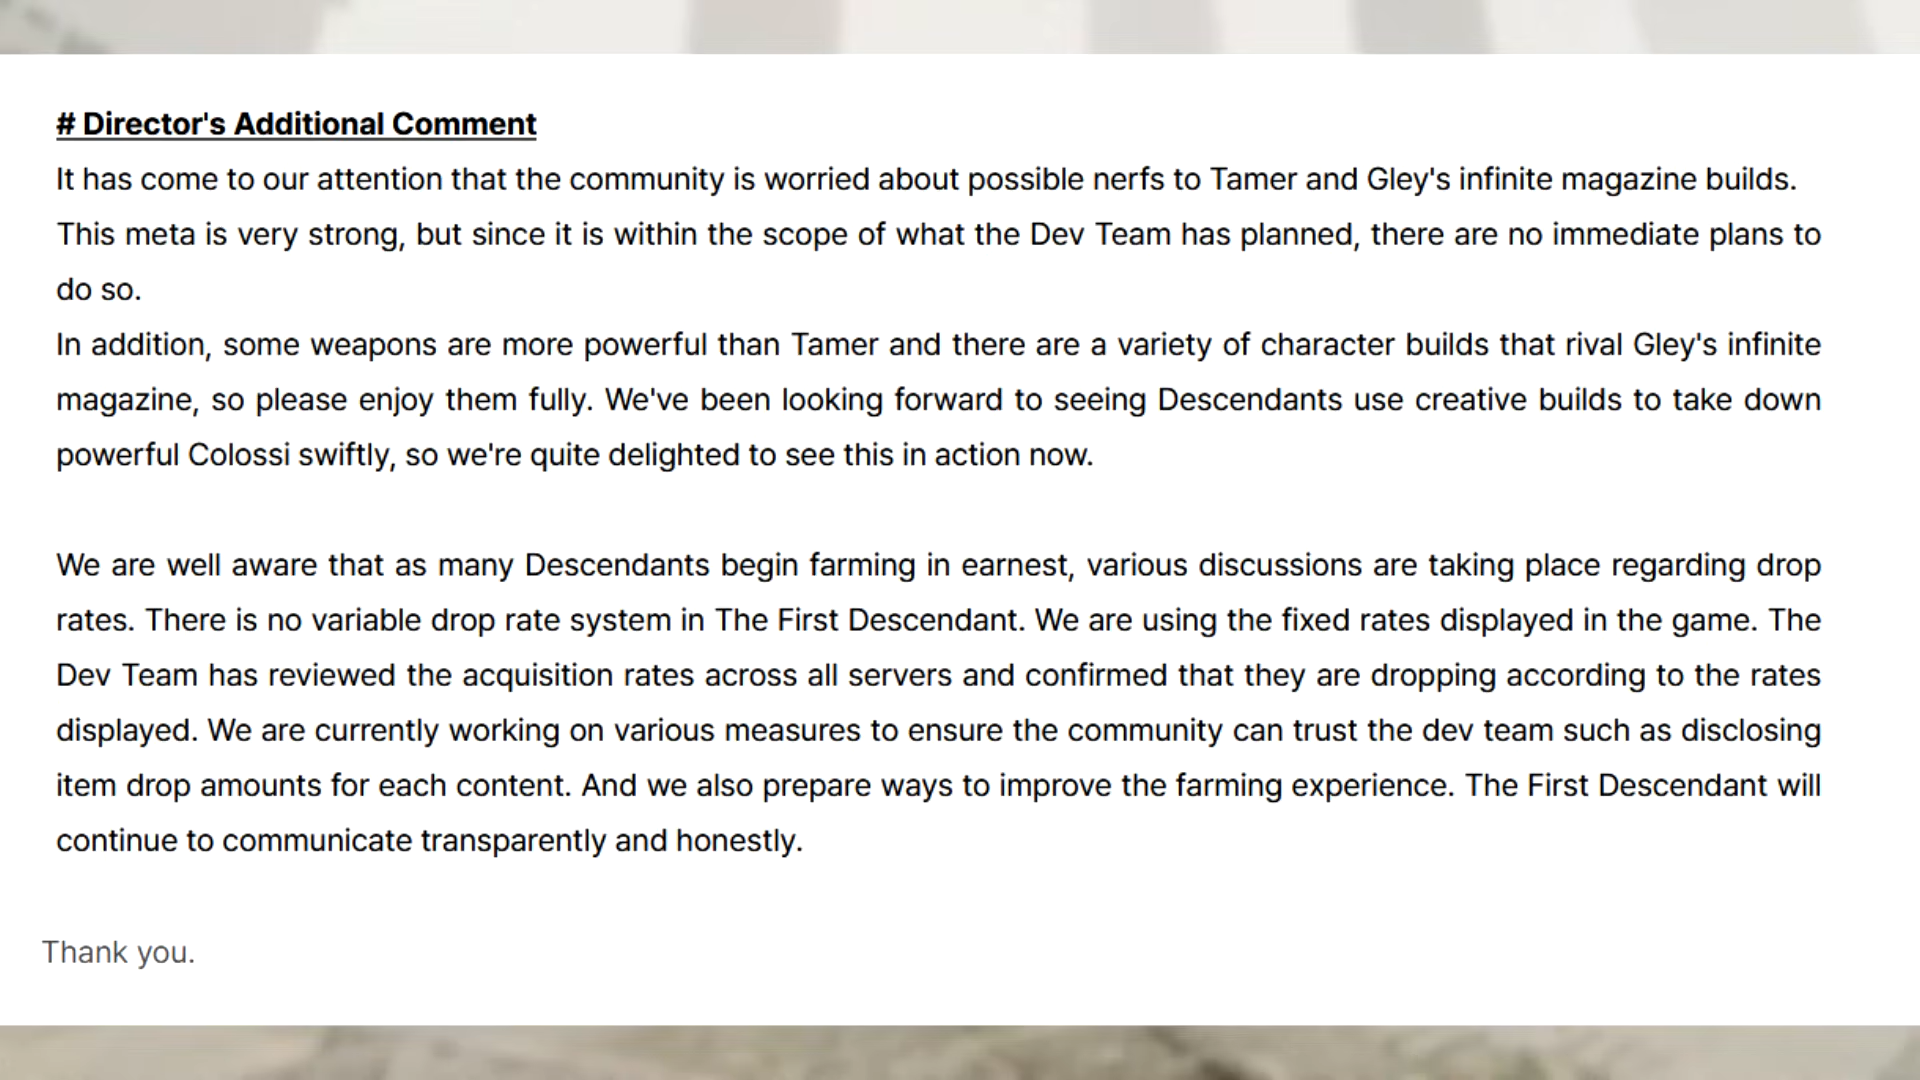 # Director's Additional Comment
It has come to our attention that the community is worried about possible nerfs to Tamer and Gley's infinite magazine builds.
This meta is very strong, but since it is within the scope of what the Dev Team has planned, there are no immediate plans to
do so.
In addition, some weapons are more powerful than Tamer and there are a variety of character builds that rival Gley's infinite
magazine, so please enjoy them fully. We've been looking forward to seeing Descendants use creative builds to take down
powerful Colossi swiftly, so we're quite delighted to see this in action now.
We are well aware that as many Descendants begin farming in earnest, various discussions are taking place regarding drop
rates. There is no variable drop rate system in The First Descendant. We are using the fixed rates displayed in the game. The
Dev Team has reviewed the acquisition rates across all servers and confirmed that they are dropping according to the rates
displayed. We are currently working on various measures to ensure the community can trust the dev team such as disclosing
item drop amounts for each content. And we also prepare ways to improve the farming experience. The First Descendant will
continue to communicate transparently and honestly.
Thank you.